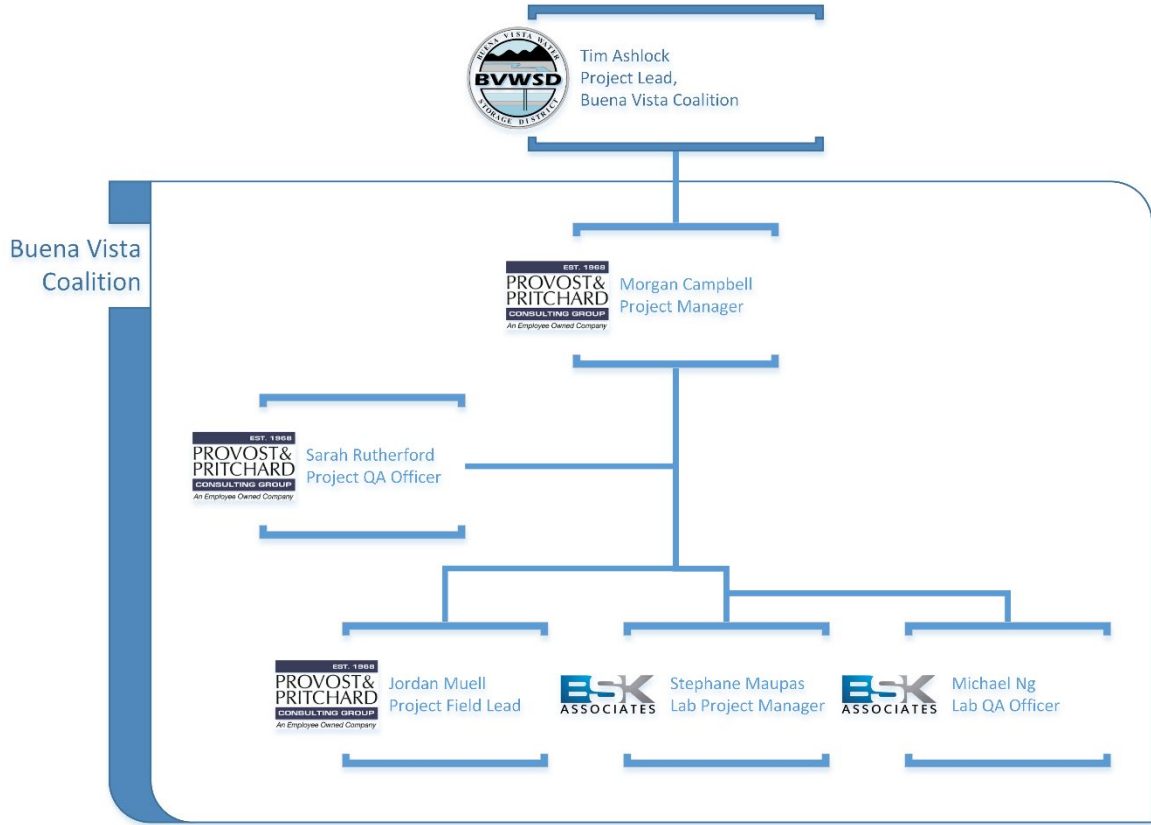 BUENA VISTA WATER
BVWSD
STORAGE DISTRICT
Tim Ashlock
Project Lead,
Buena Vista Coalition
Buena Vista
Coalition
EST. 1968
PROVOST&
PRITCHARD
CONSULTING GROUP
An Employee Owned Company
Morgan Campbell
Project Manager
EST. 1968
PROVOST&
PRITCHARD
CONSULTING GROUP
An Employee Owned Company
Sarah Rutherford
Project QA Officer
EST. 1968
PROVOST&
PRITCHARD
CONSULTING GROUP
An Employee Owned Company
Jordan Muell
Project Field Lead
BSK
ASSOCIATES
Stephane Maupas
Lab Project Manager
BSK
ASSOCIATES
Michael Ng
Lab QA Officer